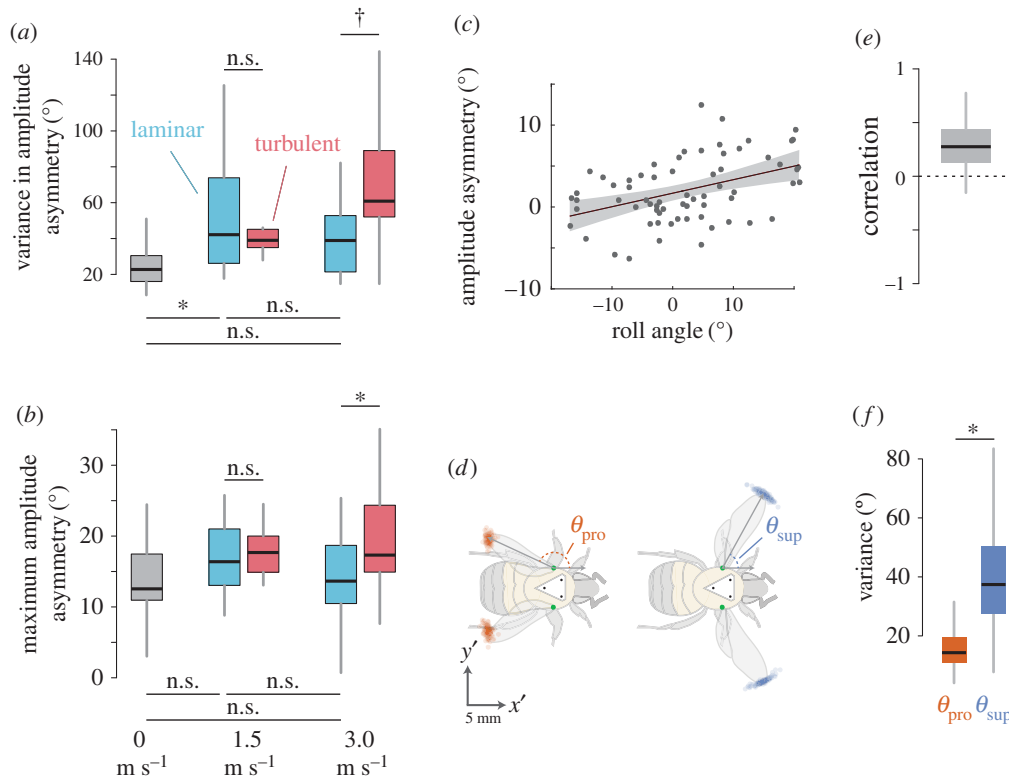 (a)
variance in amplitude
asymmetry (°)
140
100
60
20
laminar
turbulent
n.s.
†
*
n.s.
n.s.
(b)
maximum amplitude
asymmetry (°)
30
20
10
0
n.s.
*
n.s.
n.s.
n.s.
0
m s⁻¹
1.5
m s⁻¹
3.0
m s⁻¹
(c)
amplitude asymmetry (°)
10
0
−10
−10
0
10
roll angle (°)
(d)
θpro
θsup
y′
x′
5 mm
(e)
correlation
1
0
−1
(f)
variance (°)
80
60
40
20
*
θpro
θsup